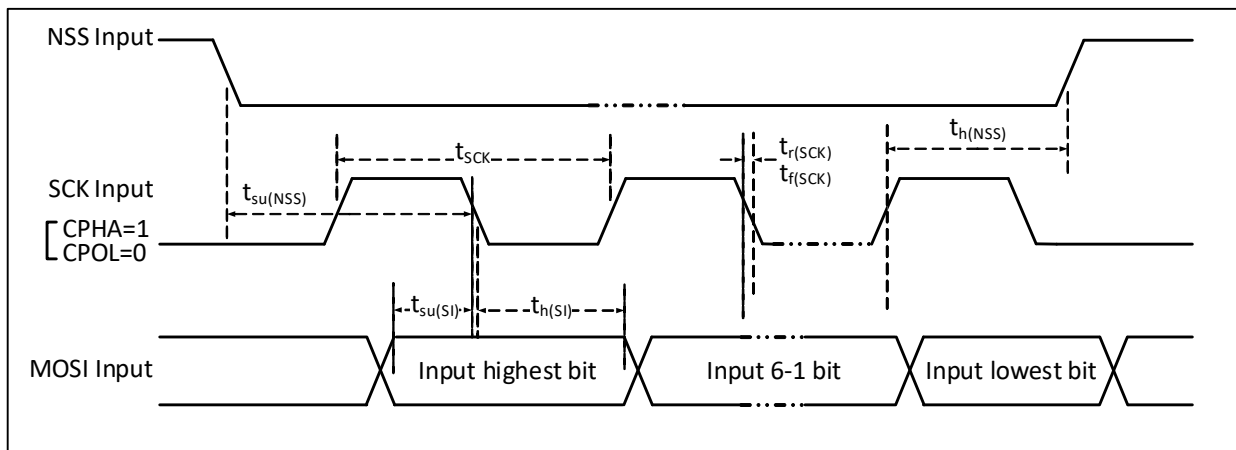 NSS Input
th(NSS)
tSCK
tr(SCK)
tf(SCK)
SCK Input
tsu(NSS)
CPHA=1
CPOL=0
tsu(SI)
th(SI)
MOSI Input
Input highest bit
Input 6-1 bit
Input lowest bit